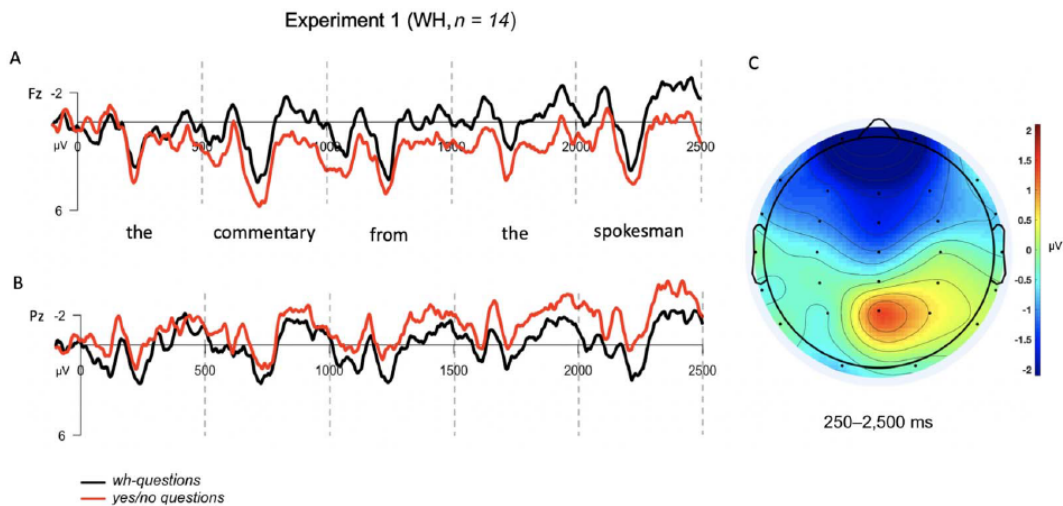 Experiment 1 (WH, n = 14)
A
Fz -2
μV 0 500 1000 1500 2000 2500
6
the commentary from the spokesman
B
Pz -2
μV 0 500 1000 1500 2000 2500
6
wh-questions
yes/no questions
C
2
1.5
1
0.5
0
μV
-0.5
-1
-1.5
-2
250–2,500 ms